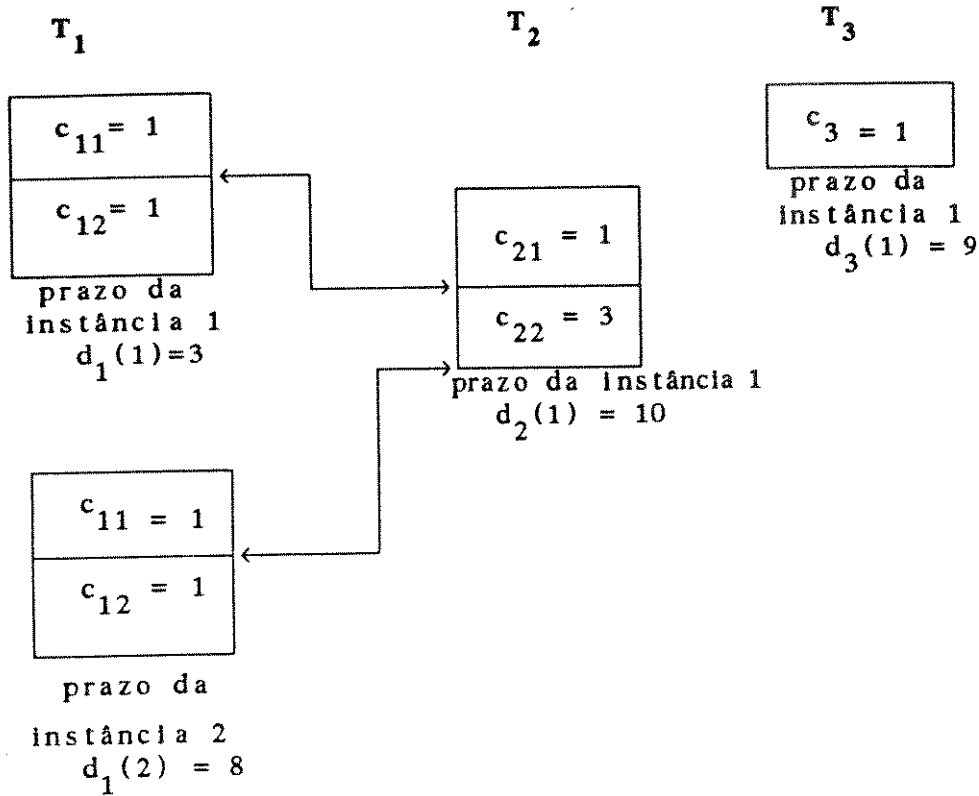 T1 T2 T3
c11= 1
c12= 1
prazo da
instância 1
d1(1)=3
c21 = 1
c22 = 3
prazo da instância 1
d2(1) = 10
c3 = 1
prazo da
instância 1
d3(1) = 9
c11 = 1
c12 = 1
prazo da
instância 2
d1(2) = 8